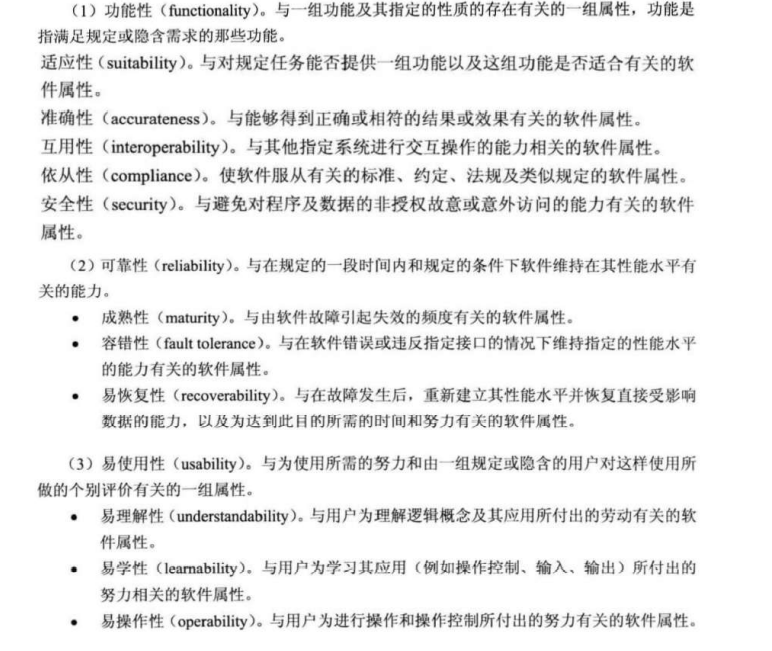 （1）功能性（functionality）。与一组功能及其指定的性质的存在有关的一组属性，功能是
指满足规定或隐含需求的那些功能。
适应性（suitability）。与对规定任务能否提供一组功能以及这组功能是否适合有关的软
件属性。
准确性（accurateness）。与能够得到正确或相符的结果或效果有关的软件属性。
互用性（interoperability）。与其他指定系统进行交互操作的能力相关的软件属性。
依从性（compliance）。使软件服从有关的标准、约定、法规及类似规定的软件属性。
安全性（security）。与避免对程序及数据的非授权故意或意外访问的能力有关的软件
属性。
（2）可靠性（reliability）。与在规定的一段时间内和规定的条件下软件维持在其性能水平有
关的能力。
• 成熟性（maturity）。与由软件故障引起失效的频度有关的软件属性。
• 容错性（fault tolerance）。与在软件错误或违反指定接口的情况下维持指定的性能水平
的能力有关的软件属性。
• 易恢复性（recoverability）。与在故障发生后，重新建立其性能水平并恢复直接受影响
数据的能力，以及为达到此目的所需的时间和努力有关的软件属性。
（3）易使用性（usability）。与为使用所需的努力和由一组规定或隐含的用户对这样使用所
做的个别评价有关的一组属性。
• 易理解性（understandability）。与用户为理解逻辑概念及其应用所付出的劳动有关的软
件属性。
• 易学性（learnability）。与用户为学习其应用（例如操作控制、输入、输出）所付出的
努力相关的软件属性。
• 易操作性（operability）。与用户为进行操作和操作控制所付出的努力有关的软件属性。